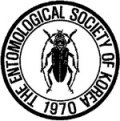 THE ENTOMOLOGICAL SOCIETY OF KOREA
1970